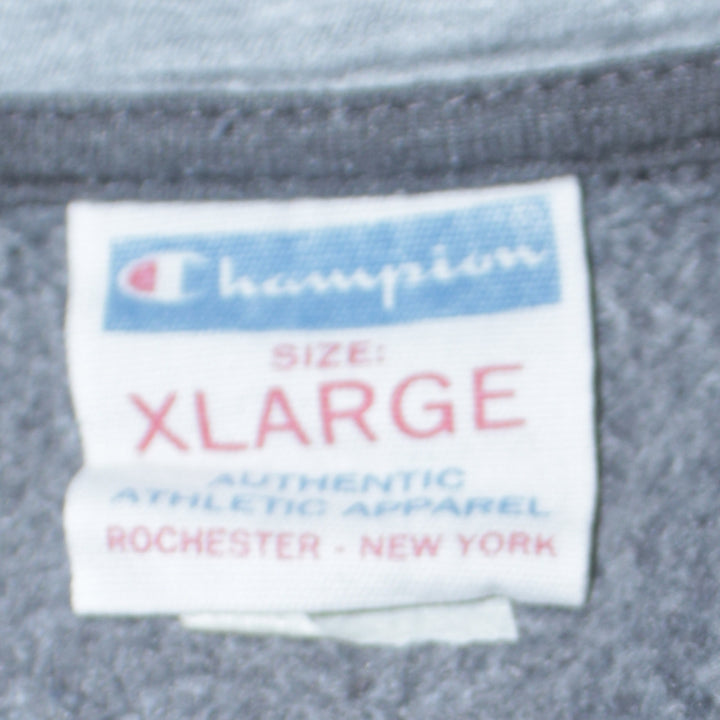 Champion
SIZE:
XLARGE
AUTHENTIC
ATHLETIC APPAREL
ROCHESTER - NEW YORK